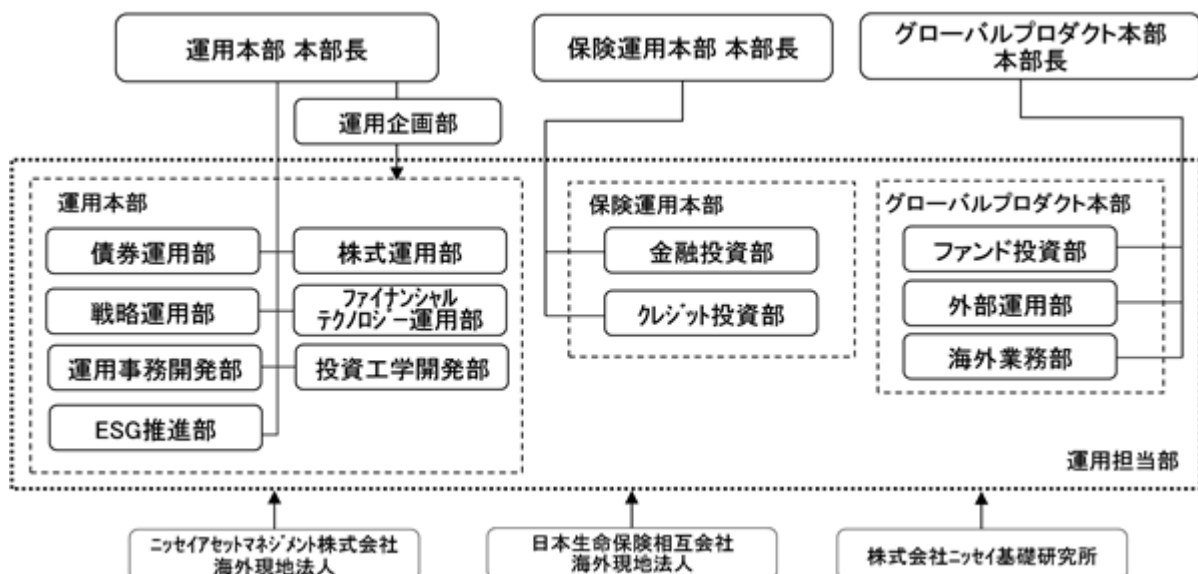 運用本部 本部長
保険運用本部 本部長
グローバルプロダクト本部
本部長
運用企画部
運用本部
債券運用部
株式運用部
戦略運用部
ファイナンシャル
テクノロジー運用部
運用事務開発部
投資工学開発部
ESG推進部
保険運用本部
金融投資部
クレジット投資部
グローバルプロダクト本部
ファンド投資部
外部運用部
海外業務部
運用担当部
ニッセイアセットマネジメント株式会社
海外現地法人
日本生命保険相互会社
海外現地法人
株式会社ニッセイ基礎研究所